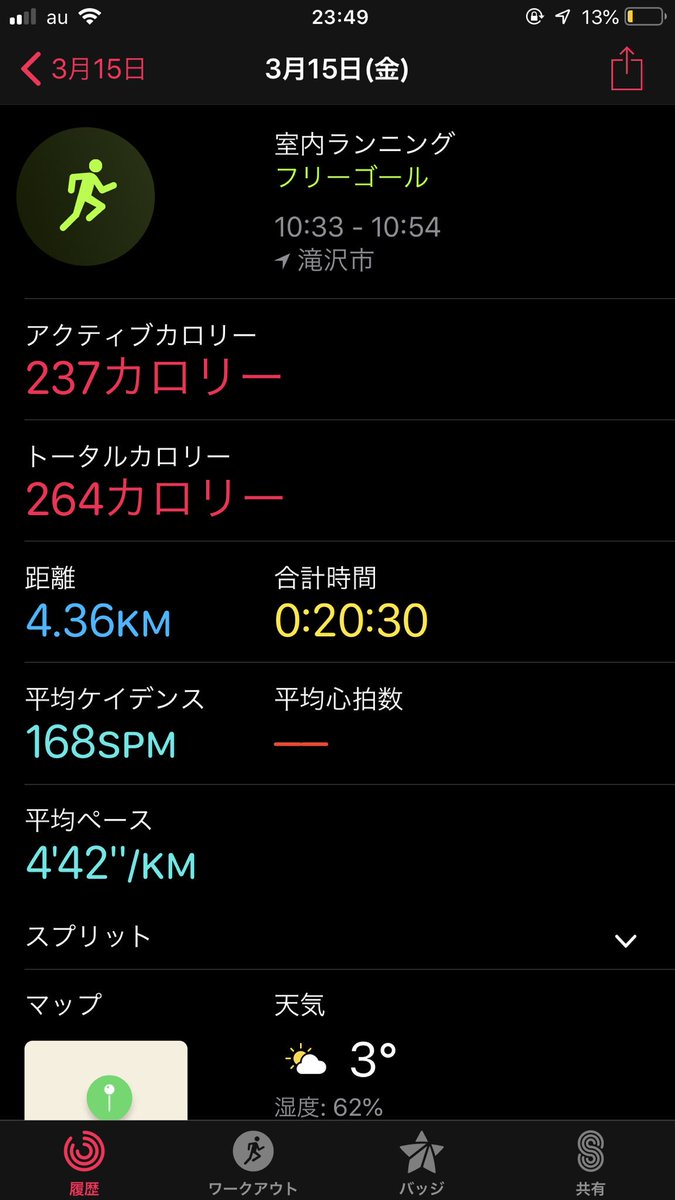 au 23:49 13%
3月15日 3月15日(金)
室内ランニング
フリーゴール
10:33 - 10:54
滝沢市
アクティブカロリー
237カロリー
トータルカロリー
264カロリー
距離 合計時間
4.36KM 0:20:30
平均ケイデンス 平均心拍数
168SPM ––
平均ペース
4'42"/KM
スプリット
マップ 天気
3°
湿度: 62%
履歴 ワークアウト バッジ 共有